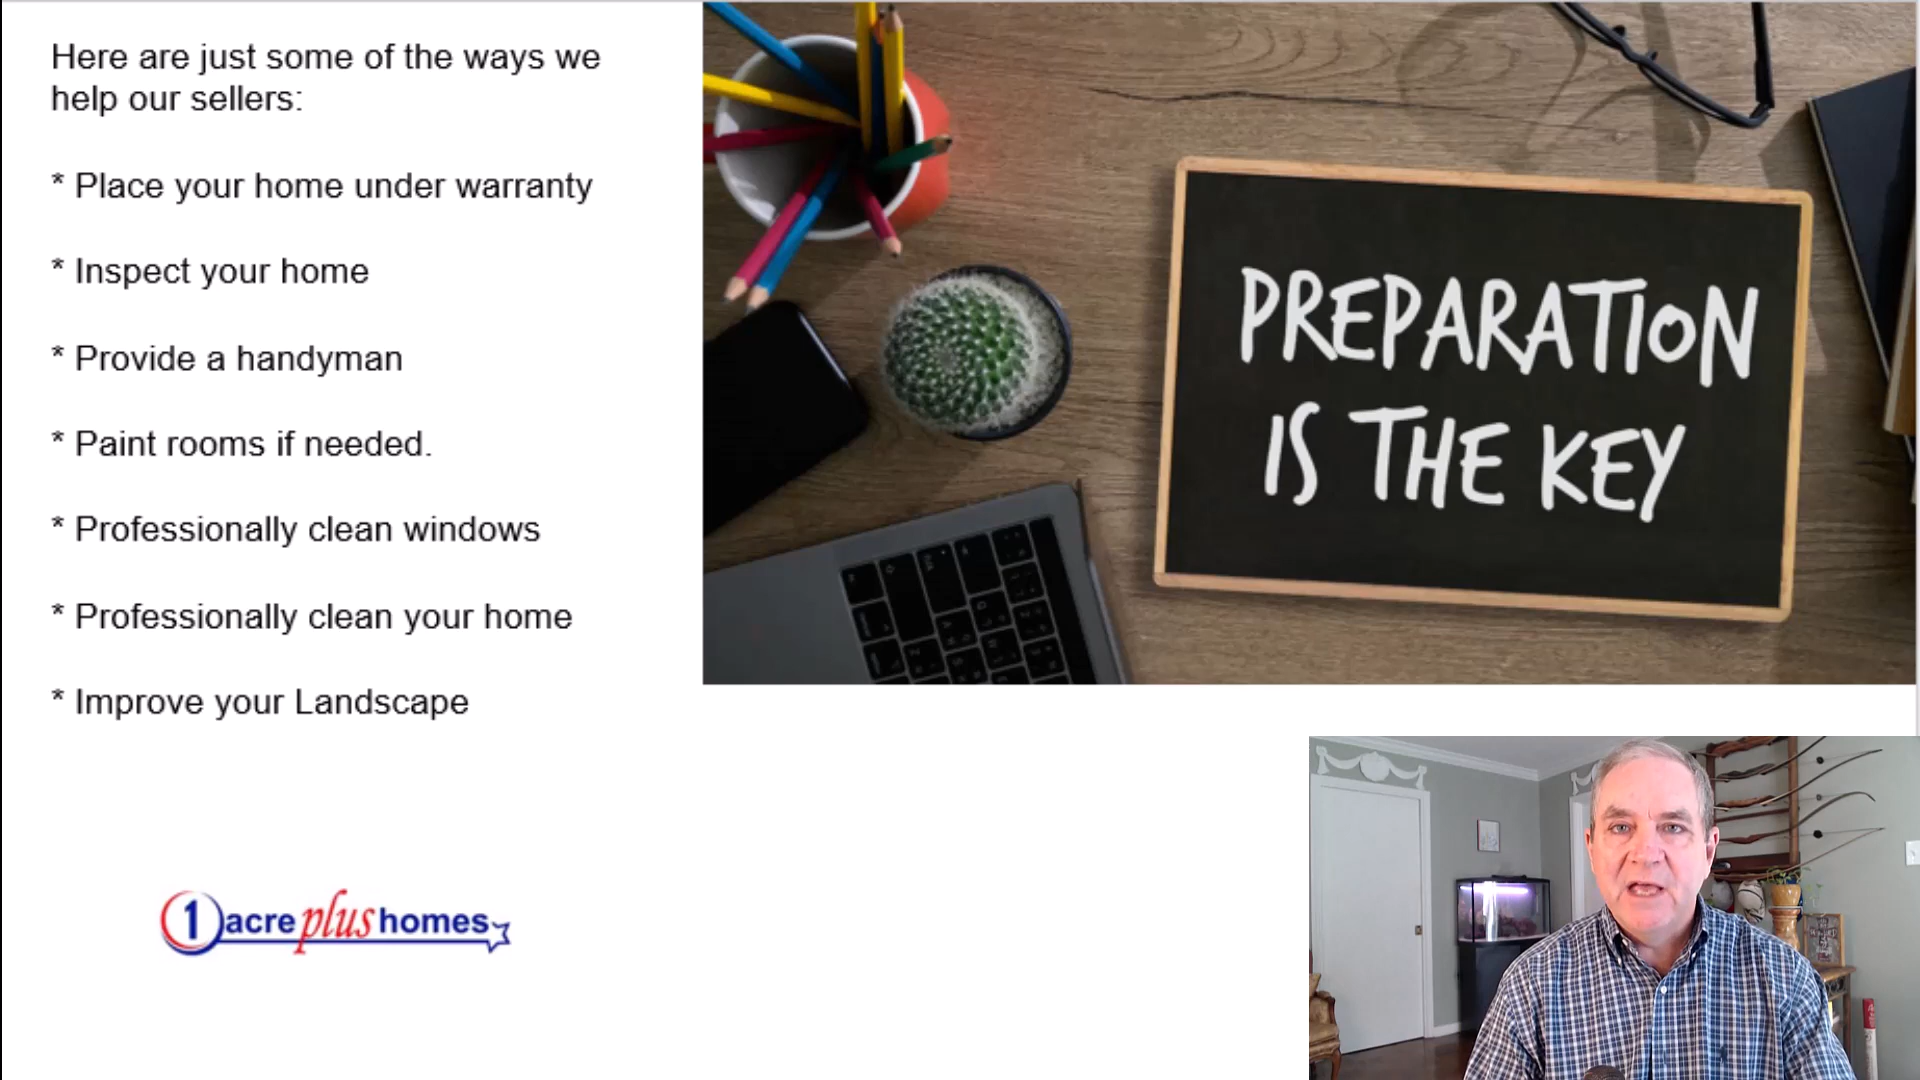 Here are just some of the ways we
help our sellers:
* Place your home under warranty
* Inspect your home
* Provide a handyman
* Paint rooms if needed.
* Professionally clean windows
* Professionally clean your home
* Improve your Landscape
PREPARATION
IS THE KEY
1 acre plus homes